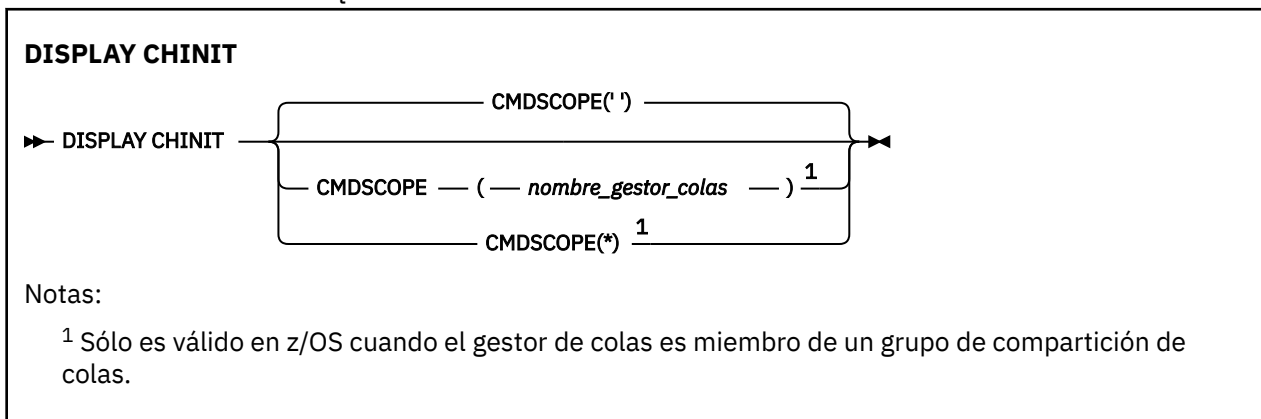 DISPLAY CHINIT
CMDSCOPE(' ')
DISPLAY CHINIT
CMDSCOPE ( nombre_gestor_colas ) 1
CMDSCOPE(*) 1
Notas:
1 Sólo es válido en z/OS cuando el gestor de colas es miembro de un grupo de compartición de
colas.